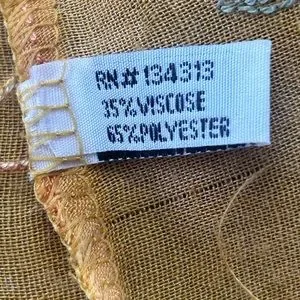 RN# 134313
35% VISCOSE
65% POLYESTER